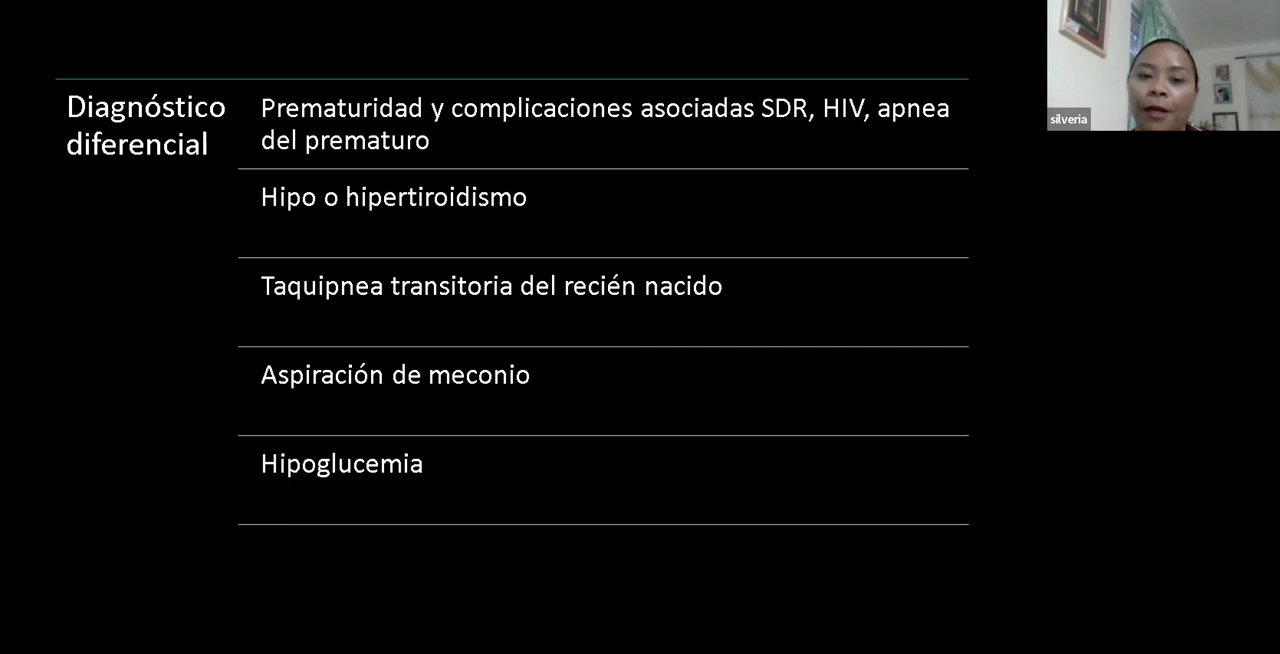 Diagnóstico
diferencial
Prematuridad y complicaciones asociadas SDR, HIV, apnea
del prematuro
Hipo o hipertiroidismo
Taquipnea transitoria del recién nacido
Aspiración de meconio
Hipoglucemia
silveria